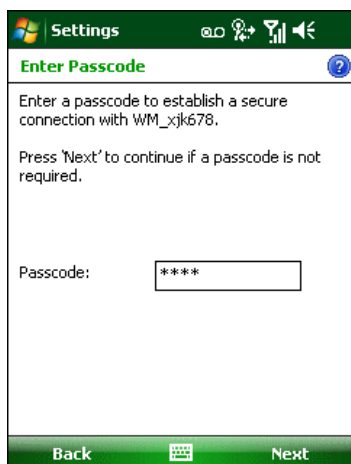 Settings
Enter Passcode
Enter a passcode to establish a secure
connection with WM_xjk678.
Press 'Next' to continue if a passcode is not
required.
Passcode: ****
Back Next